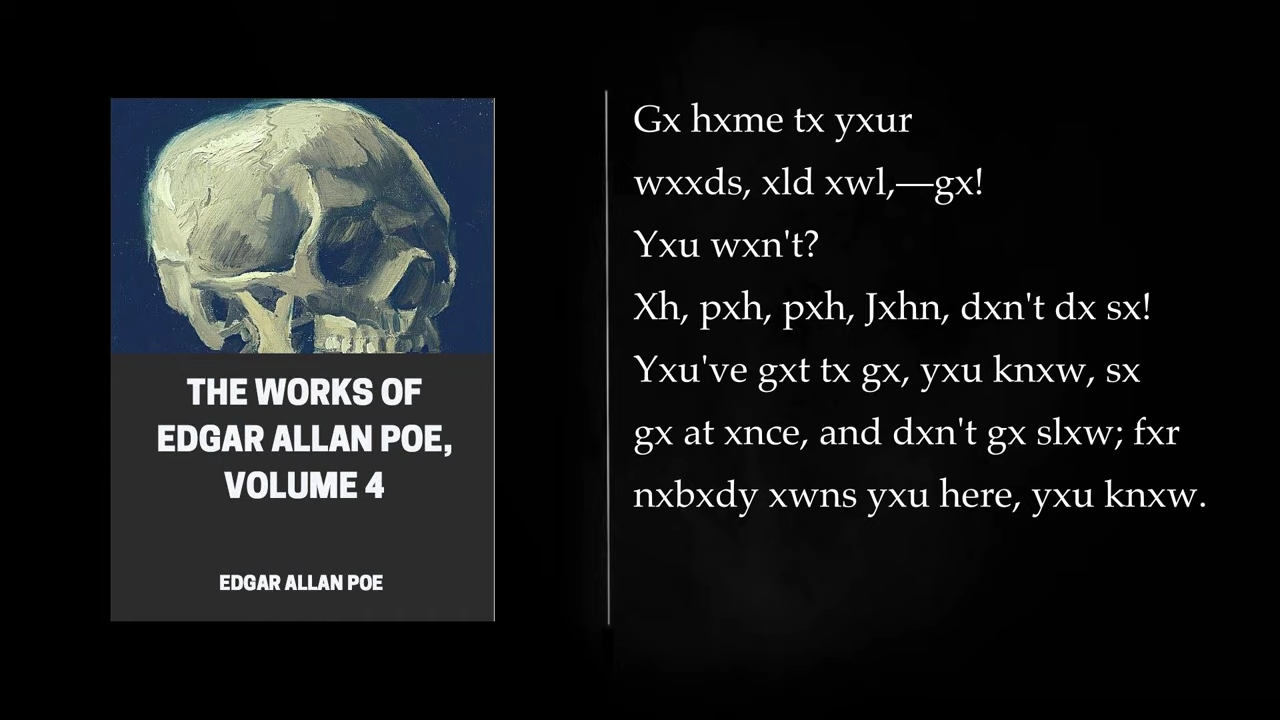 THE WORKS OF
EDGAR ALLAN POE,
VOLUME 4
EDGAR ALLAN POE
Gx hxme tx yxur
wxxds, xld xwl,—gx!
Yxu wxn't?
Xh, pxh, pxh, Jxhn, dxn't dx sx!
Yxu've gxt tx gx, yxu knxw, sx
gx at xnce, and dxn't gx slxw; fxr
nxbxdy xwns yxu here, yxu knxw.